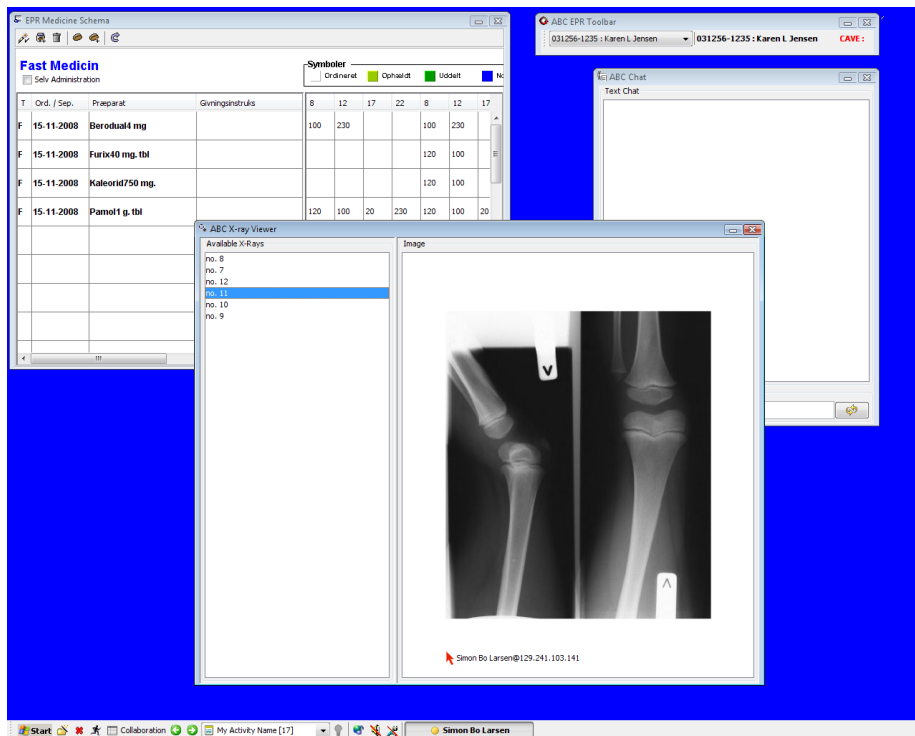 EPR Medicine Schema
Fast Medicin
Selv Administration
Symboler
Ordineret Ophældt Uddelt
T Ord. / Sep. Præparat Givningsinstruks 8 12 17 22 8 12 17
F 15-11-2008 Berodual4 mg 100 230 100 230
F 15-11-2008 Furix40 mg. tbl 120 100
F 15-11-2008 Kaleorid750 mg. 120 100
F 15-11-2008 Pamol1 g. tbl 120 100 20 230 120 100 20
ABC EPR Toolbar
031256-1235 : Karen L Jensen 031256-1235 : Karen L Jensen CAVE :
ABC Chat
Text Chat
ABC X-ray Viewer
Available X-Rays
no. 8
no. 7
no. 12
no. 11
no. 10
no. 9
Image
V
V
Simon Bo Larsen@129.241.103.141
Start Collaboration My Activity Name [17] Simon Bo Larsen